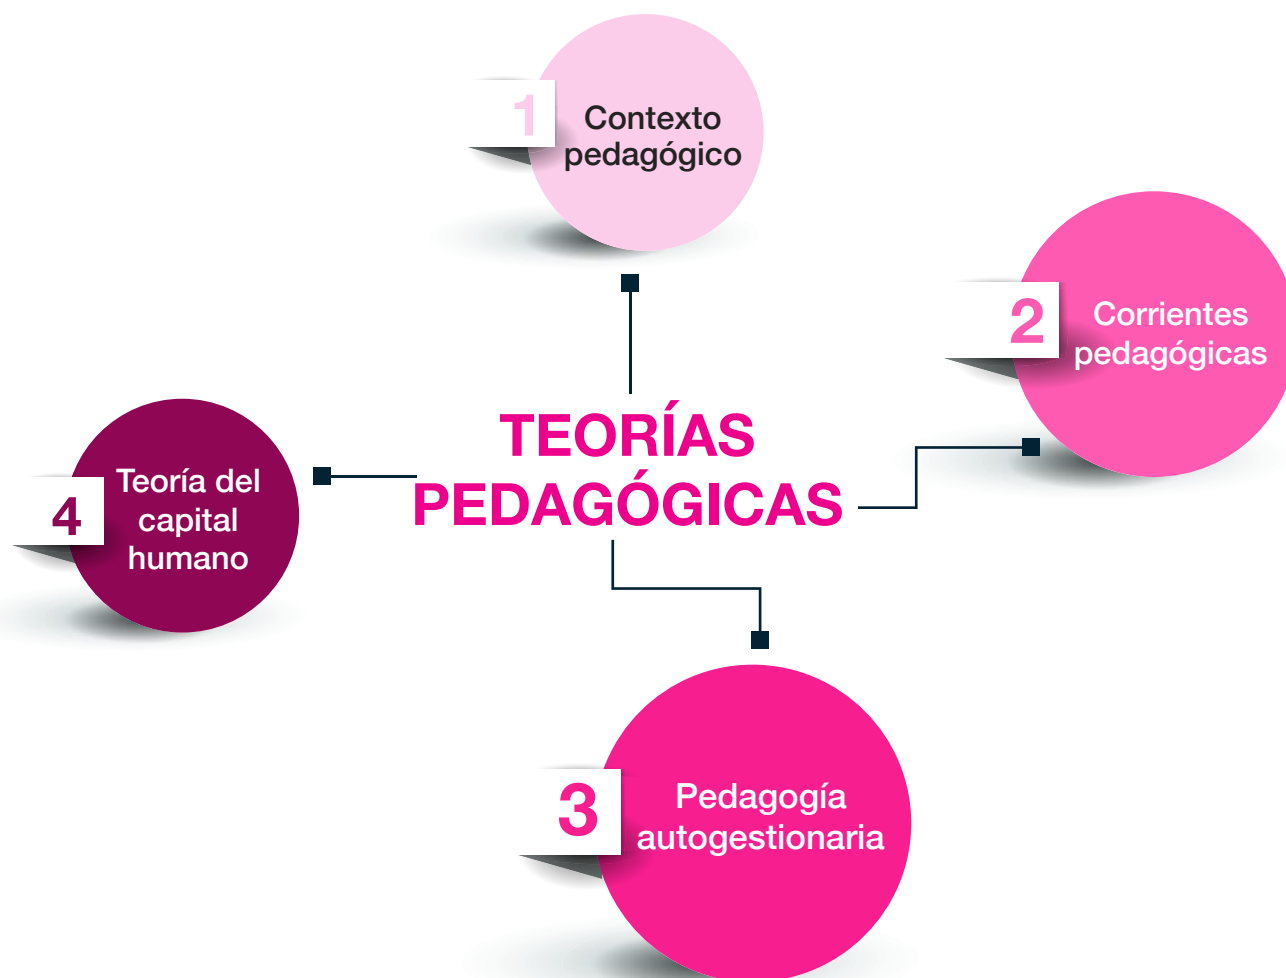 1
Contexto
pedagógico
2
Corrientes
pedagógicas
TEORÍAS
PEDAGÓGICAS
3
Pedagogía
autogestionaria
4
Teoría del
capital
humano